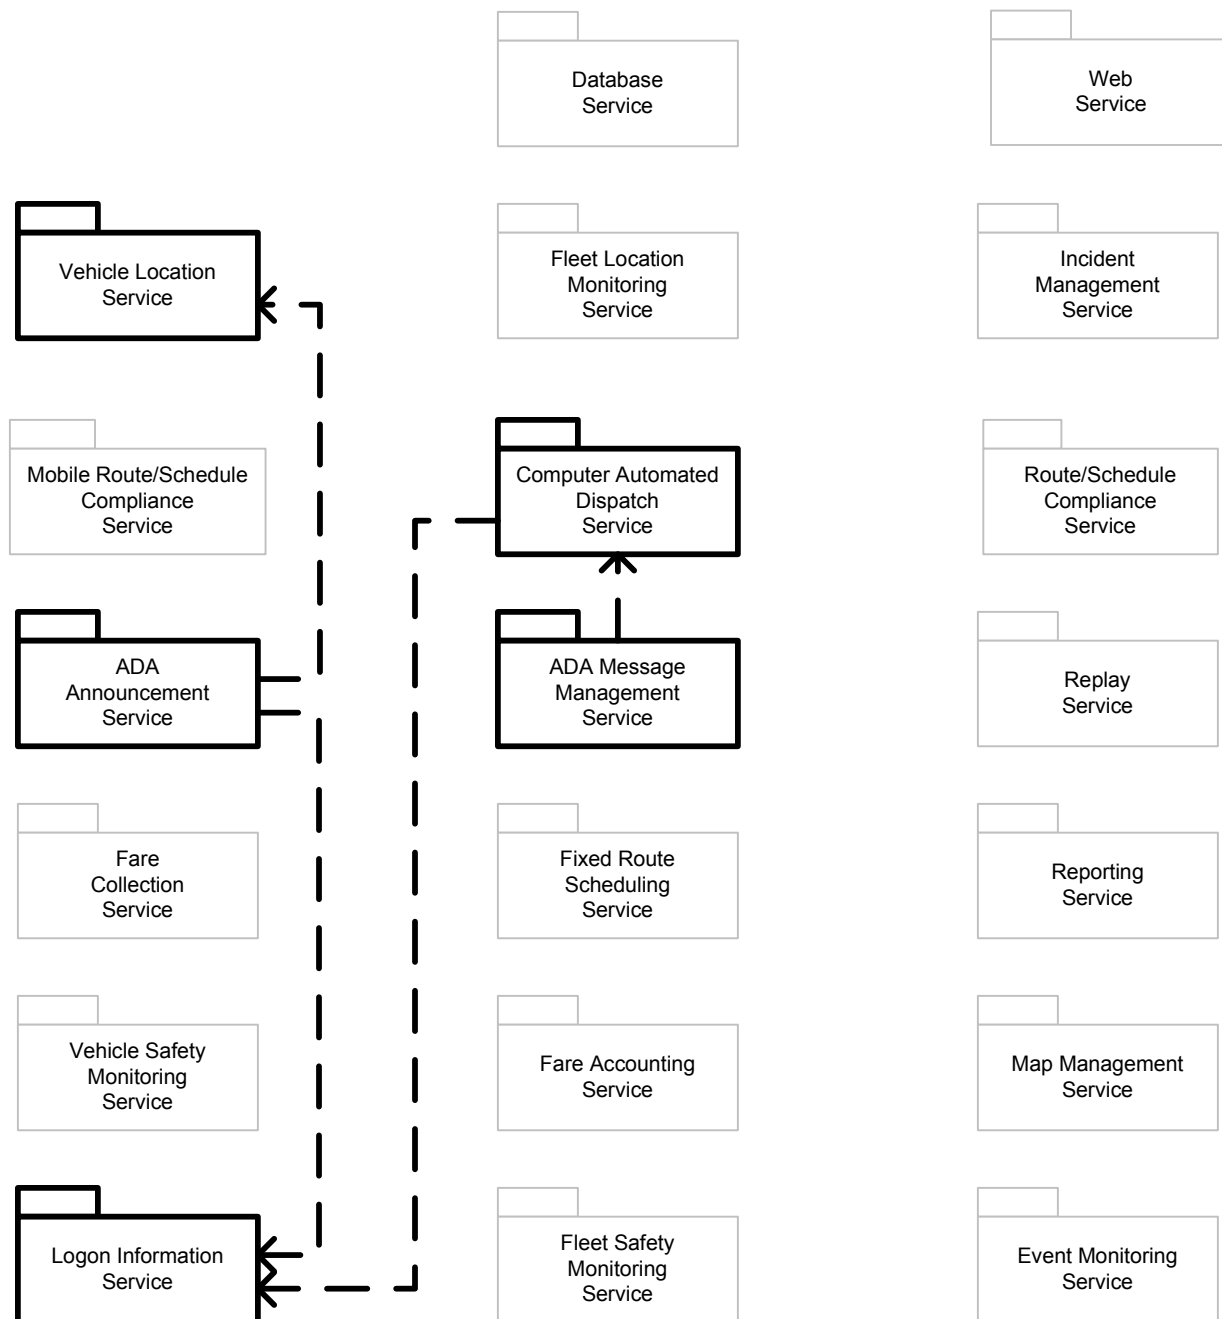 Database
Service
Web
Service
Vehicle Location
Service
Fleet Location
Monitoring
Service
Incident
Management
Service
Mobile Route/Schedule
Compliance
Service
Computer Automated
Dispatch
Service
Route/Schedule
Compliance
Service
ADA
Announcement
Service
ADA Message
Management
Service
Replay
Service
Fare
Collection
Service
Fixed Route
Scheduling
Service
Reporting
Service
Vehicle Safety
Monitoring
Service
Fare Accounting
Service
Map Management
Service
Logon Information
Service
Fleet Safety
Monitoring
Service
Event Monitoring
Service